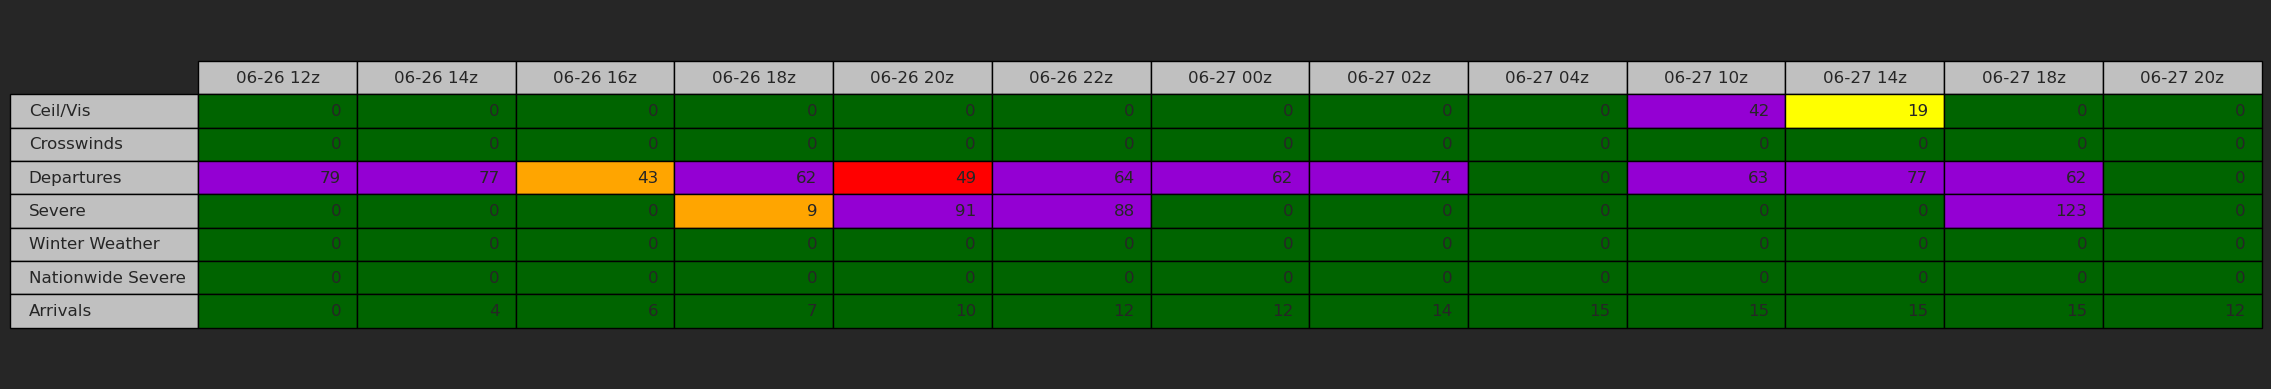 06-26 12z 06-26 14z 06-26 16z 06-26 18z 06-26 20z 06-26 22z 06-27 00z 06-27 02z 06-27 04z 06-27 10z 06-27 14z 06-27 18z 06-27 20z
Ceil/Vis 0 0 0 0 0 0 0 0 0 42 19 0 0
Crosswinds 0 0 0 0 0 0 0 0 0 0 0 0 0
Departures 79 77 43 62 49 64 62 74 0 63 77 62 0
Severe 0 0 0 9 91 88 0 0 0 0 0 123 0
Winter Weather 0 0 0 0 0 0 0 0 0 0 0 0 0
Nationwide Severe 0 0 0 0 0 0 0 0 0 0 0 0 0
Arrivals 0 4 6 7 10 12 12 14 15 15 15 15 12